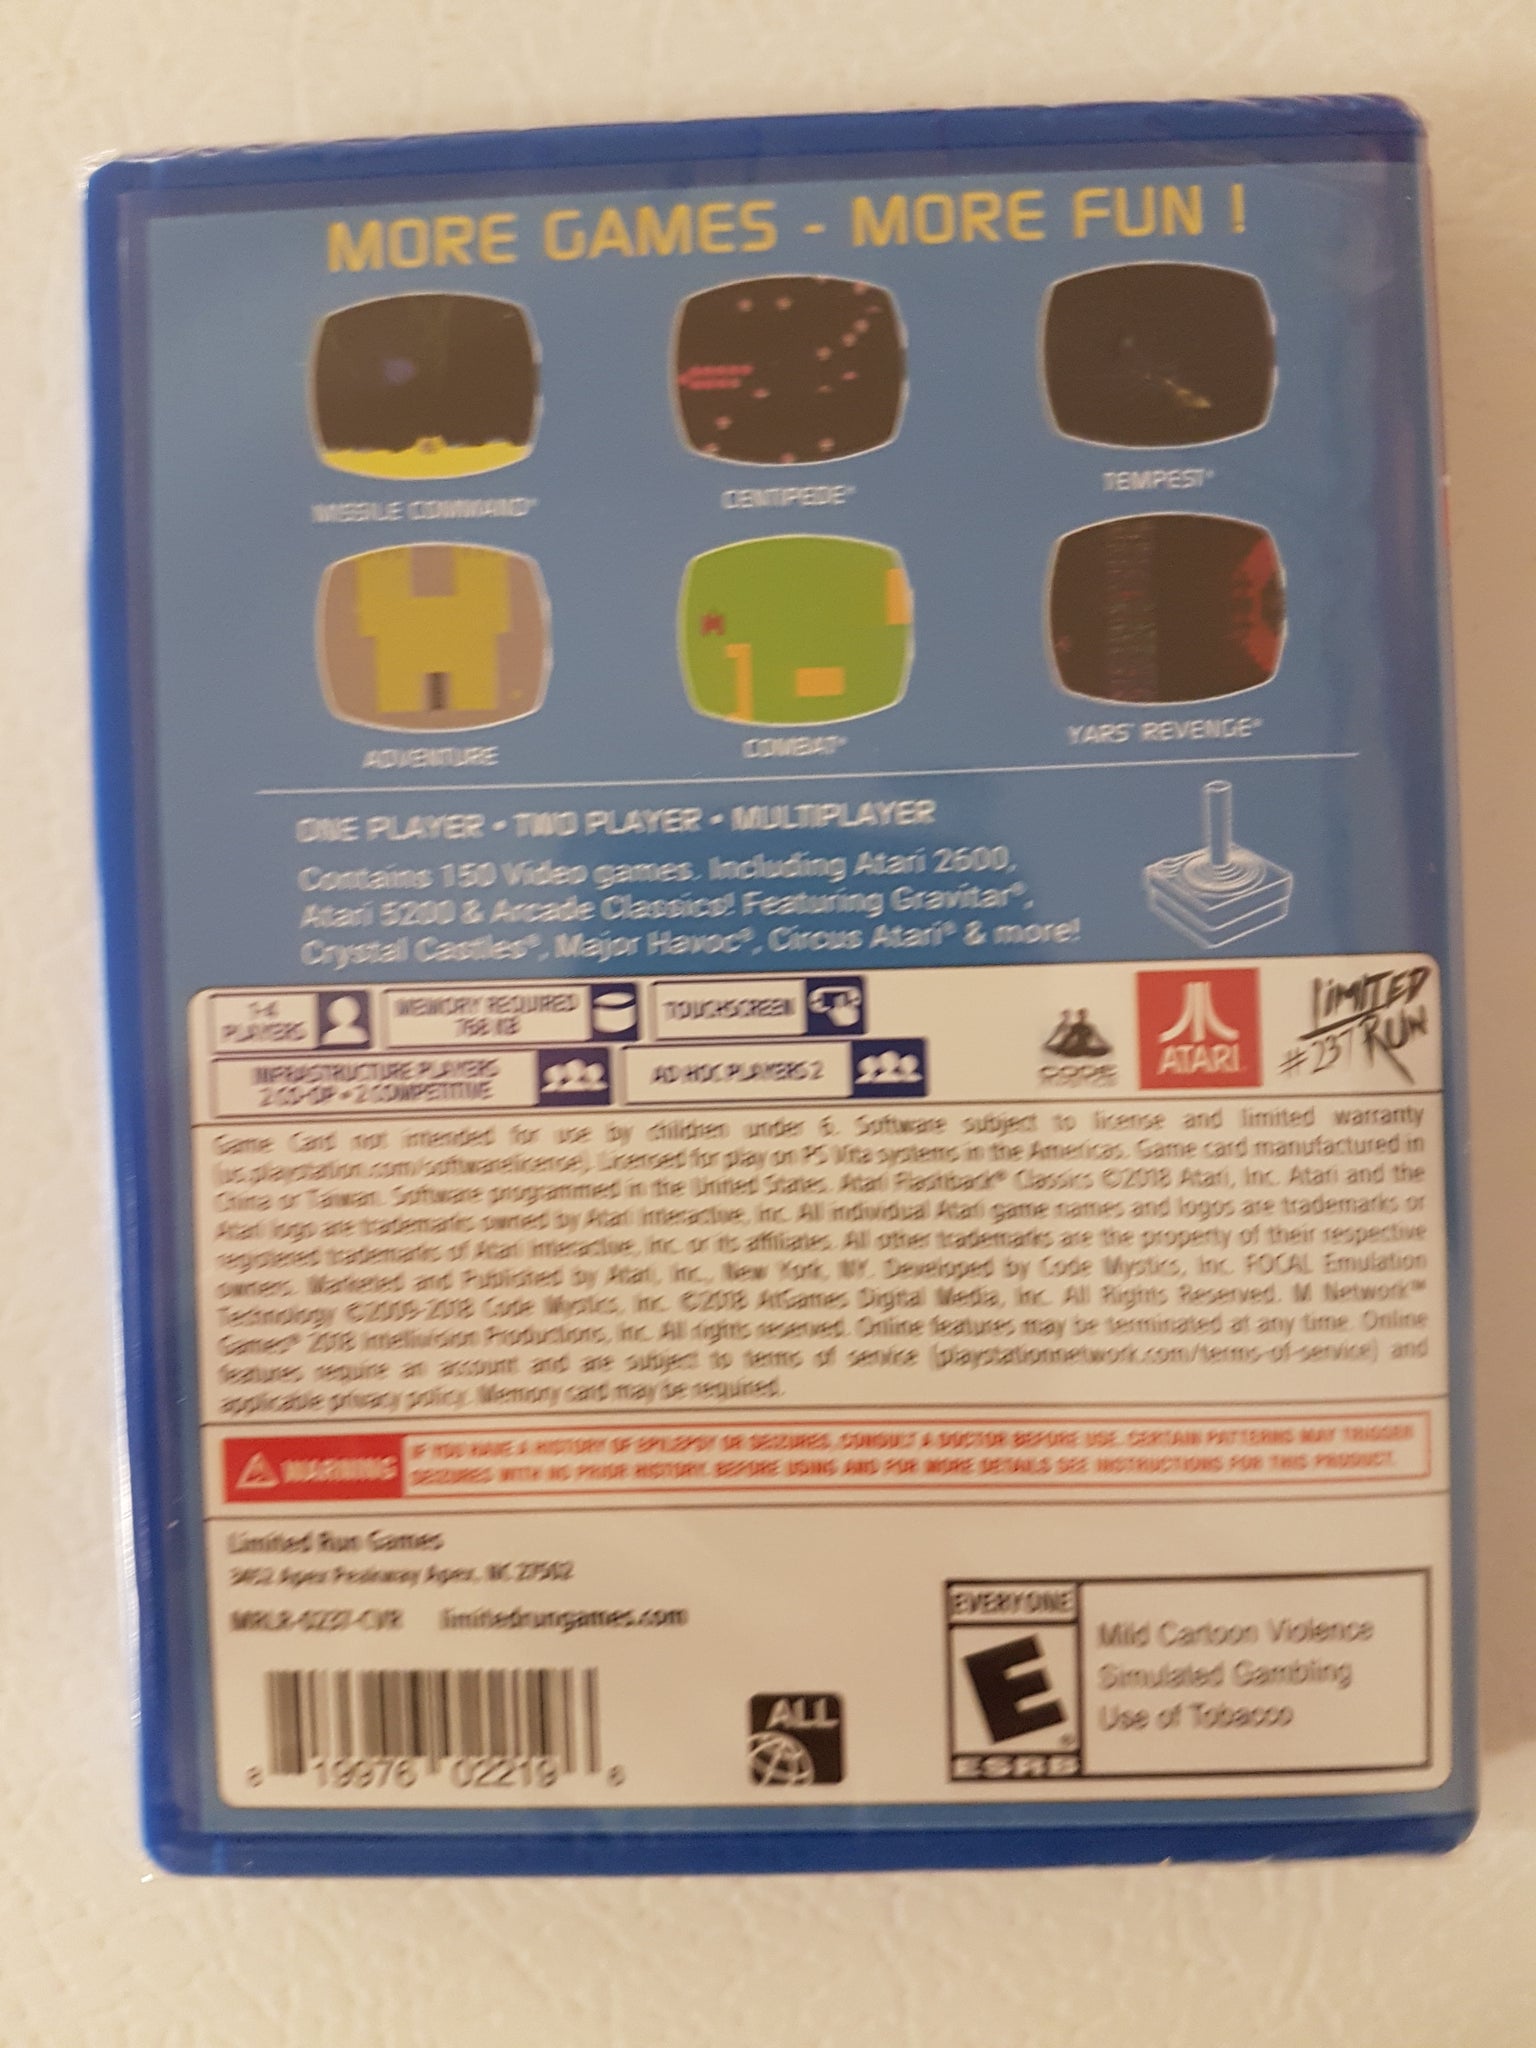 MORE GAMES - MORE FUN !
MISSILE COMMAND®
CENTIPEDE®
TEMPEST®
ADVENTURE
COMBAT®
YARS' REVENGE®
ONE PLAYER • TWO PLAYER • MULTIPLAYER
Contains 150 Video games. Including Atari 2600,
Atari 5200 & Arcade Classics! Featuring Gravitar®,
Crystal Castles®, Major Havoc®, Circus Atari® & more!
1-4
PLAYERS
MEMORY REQUIRED
768 KB
TOUCHSCREEN
INFRASTRUCTURE PLAYERS
2 CO-OP • 2 COMPETITIVE
AD HOC PLAYERS 2
CODE
ATARI
LIMITED
RUN
#237
Game Card not intended for use by children under 6. Software subject to license and limited warranty
(us.playstation.com/softwarelicense). Licensed for play on PS Vita systems in the Americas. Game card manufactured in
China or Taiwan. Software programmed in the United States. Atari Flashback® Classics ©2018 Atari, Inc. Atari and the
Atari logo are trademarks owned by Atari Interactive, Inc. All individual Atari game names and logos are trademarks or
registered trademarks of Atari Interactive, Inc. or its affiliates. All other trademarks are the property of their respective
owners. Marketed and Published by Atari, Inc., New York, NY. Developed by Code Mystics, Inc. FOCAL Emulation
Technology ©2009-2018 Code Mystics, Inc. ©2018 AtGames Digital Media, Inc. All Rights Reserved. M Network™
Games® 2018 Intellivision Productions, Inc. All rights reserved. Online features may be terminated at any time. Online
features require an account and are subject to terms of service (playstationnetwork.com/terms-of-service) and
applicable privacy policy. Memory card may be required.
WARNING
IF YOU HAVE A HISTORY OF EPILEPSY OR SEIZURES, CONSULT A DOCTOR BEFORE USE. CERTAIN PATTERNS MAY TRIGGER
SEIZURES WITH NO PRIOR HISTORY. BEFORE USING AND FOR MORE DETAILS SEE INSTRUCTIONS FOR THIS PRODUCT.
Limited Run Games
3452 Apex Peakway Apex, NC 27502
MRLR-0237-CVR limitedrungames.com
8 19976 02219 6
ALL
EVERYONE
E
ESRB
Mild Cartoon Violence
Simulated Gambling
Use of Tobacco